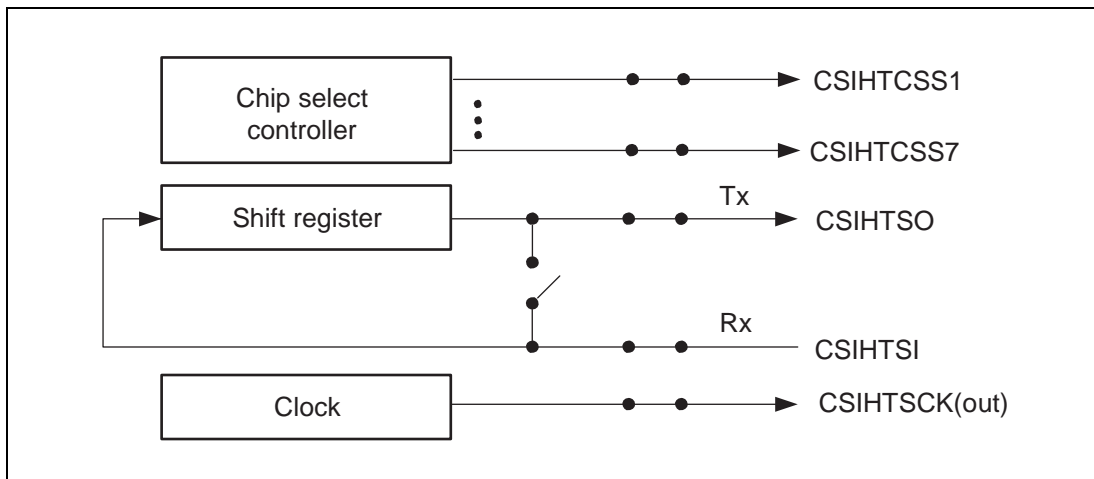 Chip select
controller
CSIHTCSS1
CSIHTCSS7
Shift register
Tx
CSIHTSO
Rx
CSIHTSI
Clock
CSIHTSCK(out)